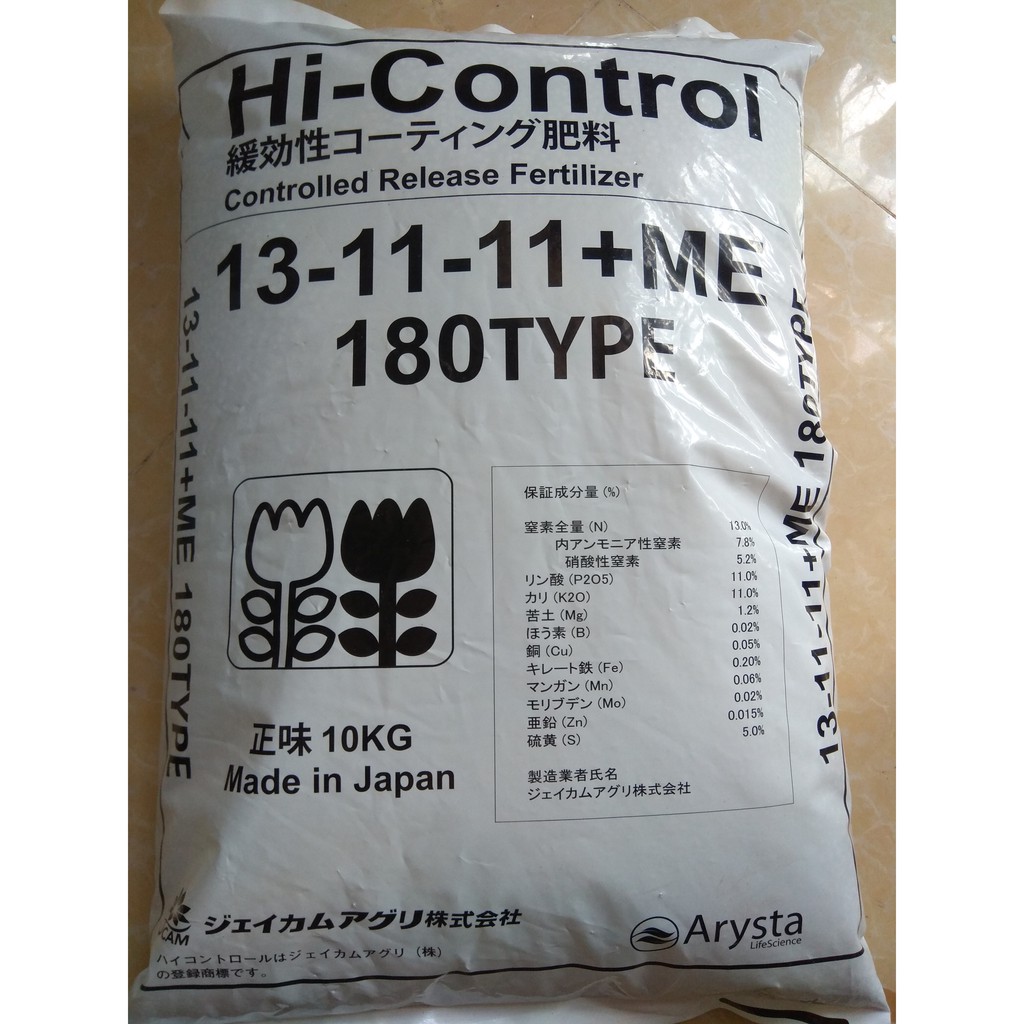 Hi-Control
緩効性コーティング肥料
Controlled Release Fertilizer
13-11-11+ME
180TYPE
13-11-11+ME 180TYPE
13-11-11+ME 180TYPE
保証成分量(%)
窒素全量(N) 13.0%
内アンモニア性窒素 7.8%
硝酸性窒素 5.2%
リン酸(P2O5) 11.0%
カリ(K2O) 11.0%
苦土(Mg) 1.2%
ほう素(B) 0.02%
銅(Cu) 0.05%
キレート鉄(Fe) 0.20%
マンガン(Mn) 0.06%
モリブデン(Mo) 0.02%
亜鉛(Zn) 0.015%
硫黄(S) 5.0%
製造業者氏名
ジェイカムアグリ株式会社
正味 10KG
Made in Japan
CAM
ジェイカムアグリ株式会社
ハイコントロールはジェイカムアグリ(株)
の登録商標です。
Arysta
LifeScience